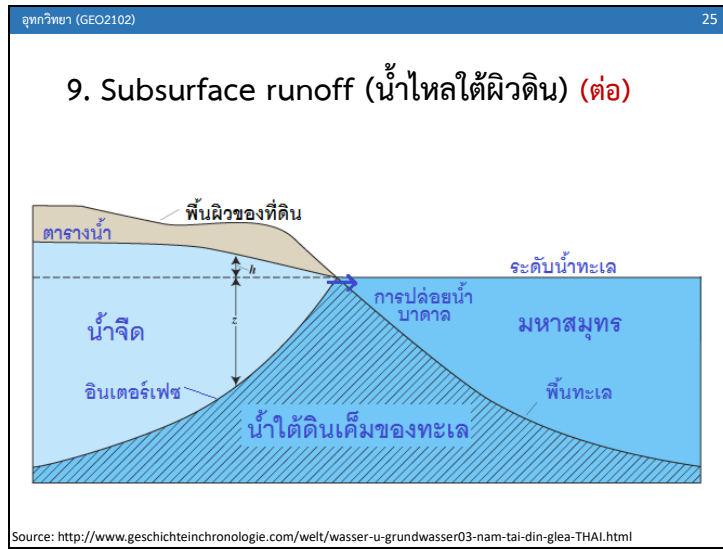 อุทกวิทยา (GEO2102)
25
9. Subsurface runoff (น้ำไหลใต้ผิวดิน) (ต่อ)
พื้นผิวของที่ดิน
ตารางน้ำ
h
ระดับน้ำทะเล
การปล่อยน้ำ
บาดาล
z
น้ำจืด
มหาสมุทร
อินเตอร์เฟซ
พื้นทะเล
น้ำใต้ดินเค็มของทะเล
Source: http://www.geschichteinchronologie.com/welt/wasser-u-grundwasser03-nam-tai-din-glea-THAI.html